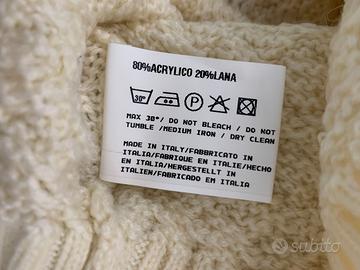 80%ACRYLICO 20%LANA
30°
P
MAX 30°/ DO NOT BLEACH / DO NOT
TUMBLE /MEDIUM IRON / DRY CLEAN
MADE IN ITALY/FABBRICATO IN
ITALIA/FABRIQUE EN ITALIE/HECHO
EN ITALIA/HERGESTELLT IN
ITALIEN/FABRICADO EM ITALIA
subito